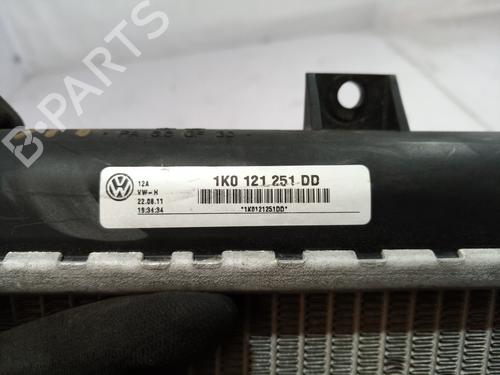 1K0 121 251 DD
12A
VW-H
22.08.11
19:34:34
*1K0121251DD*
B-PARTS